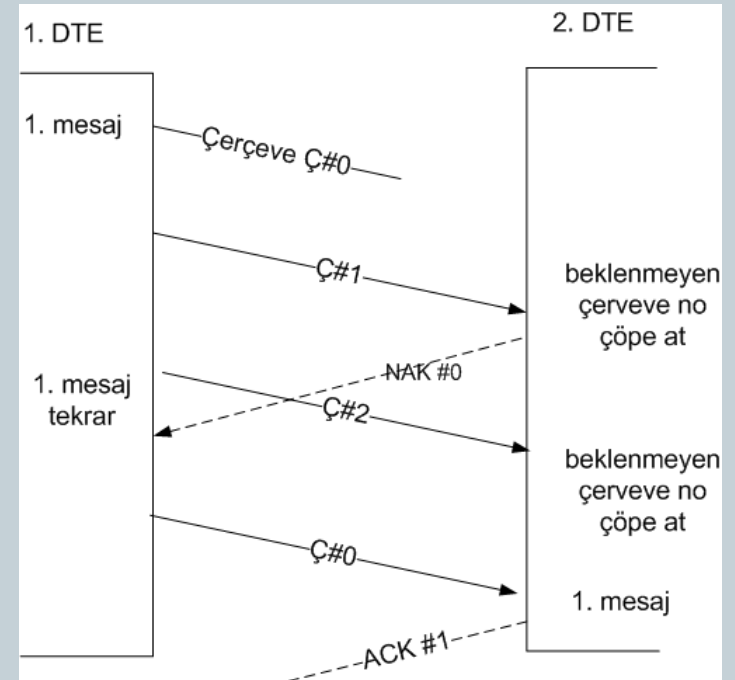 1. DTE
2. DTE
1. mesaj
Çerçeve Ç#0
Ç#1
beklenmeyen
çerveve no
çöpe at
NAK #0
1. mesaj
tekrar
Ç#2
beklenmeyen
çerveve no
çöpe at
Ç#0
1. mesaj
ACK #1